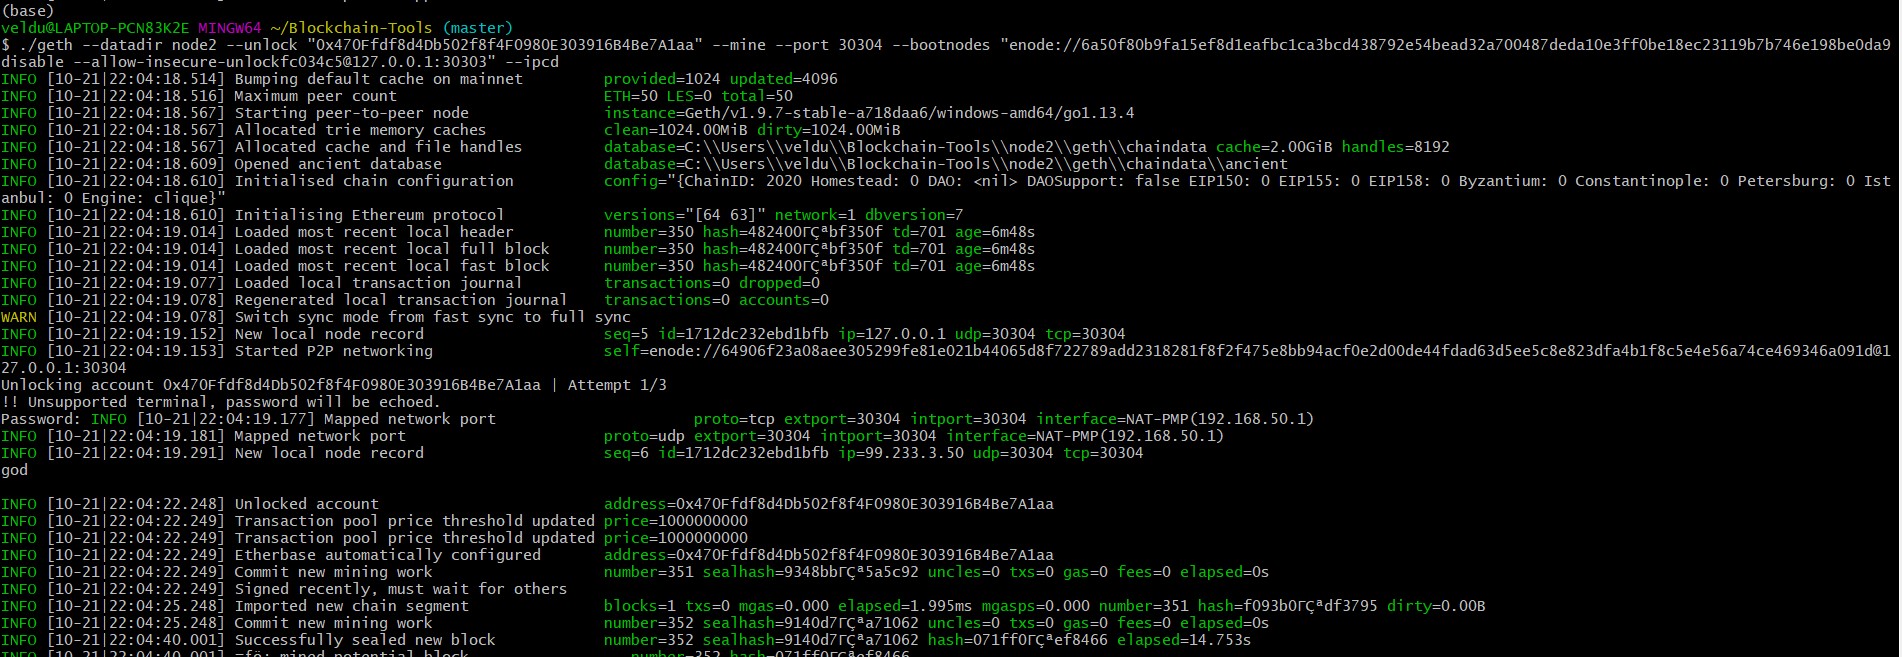 (base)
veldu@LAPTOP-PCN83K2E MINGW64 ~/Blockchain-Tools (master)
$ ./geth --datadir node2 --unlock "0x470Ffdf8d4Db502f8f4F0980E303916B4Be7A1aa" --mine --port 30304 --bootnodes "enode://6a50f80b9fa15ef8d1eafbc1ca3bcd438792e54bead32a700487deda10e3ff0be18ec23119b7b746e198be0da9
disable --allow-insecure-unlockfc034c5@127.0.0.1:30303" --ipcd
INFO [10-21|22:04:18.514] Bumping default cache on mainnet provided=1024 updated=4096
INFO [10-21|22:04:18.516] Maximum peer count ETH=50 LES=0 total=50
INFO [10-21|22:04:18.567] Starting peer-to-peer node instance=Geth/v1.9.7-stable-a718daa6/windows-amd64/go1.13.4
INFO [10-21|22:04:18.567] Allocated trie memory caches clean=1024.00MiB dirty=1024.00MiB
INFO [10-21|22:04:18.567] Allocated cache and file handles database=C:\\Users\\veldu\\Blockchain-Tools\\node2\\geth\\chaindata cache=2.00GiB handles=8192
INFO [10-21|22:04:18.609] Opened ancient database database=C:\\Users\\veldu\\Blockchain-Tools\\node2\\geth\\chaindata\\ancient
INFO [10-21|22:04:18.610] Initialised chain configuration config="{ChainID: 2020 Homestead: 0 DAO: <nil> DAOSupport: false EIP150: 0 EIP155: 0 EIP158: 0 Byzantium: 0 Constantinople: 0 Petersburg: 0 Ist
anbul: 0 Engine: clique}"
INFO [10-21|22:04:18.610] Initialising Ethereum protocol versions="[64 63]" network=1 dbversion=7
INFO [10-21|22:04:19.014] Loaded most recent local header number=350 hash=482400ΓÇªbf350f td=701 age=6m48s
INFO [10-21|22:04:19.014] Loaded most recent local full block number=350 hash=482400ΓÇªbf350f td=701 age=6m48s
INFO [10-21|22:04:19.014] Loaded most recent local fast block number=350 hash=482400ΓÇªbf350f td=701 age=6m48s
INFO [10-21|22:04:19.077] Loaded local transaction journal transactions=0 dropped=0
INFO [10-21|22:04:19.078] Regenerated local transaction journal transactions=0 accounts=0
WARN [10-21|22:04:19.078] Switch sync mode from fast sync to full sync
INFO [10-21|22:04:19.152] New local node record seq=5 id=1712dc232ebd1bfb ip=127.0.0.1 udp=30304 tcp=30304
INFO [10-21|22:04:19.153] Started P2P networking self=enode://64906f23a08aee305299fe81e021b44065d8f722789add2318281f8f2f475e8bb94acf0e2d00de44fdad63d5ee5c8e823dfa4b1f8c5e4e56a74ce469346a091d@1
27.0.0.1:30304
Unlocking account 0x470Ffdf8d4Db502f8f4F0980E303916B4Be7A1aa | Attempt 1/3
!! Unsupported terminal, password will be echoed.
Password: INFO [10-21|22:04:19.177] Mapped network port proto=tcp extport=30304 intport=30304 interface=NAT-PMP(192.168.50.1)
INFO [10-21|22:04:19.181] Mapped network port proto=udp extport=30304 intport=30304 interface=NAT-PMP(192.168.50.1)
INFO [10-21|22:04:19.291] New local node record seq=6 id=1712dc232ebd1bfb ip=99.233.3.50 udp=30304 tcp=30304
god
INFO [10-21|22:04:22.248] Unlocked account address=0x470Ffdf8d4Db502f8f4F0980E303916B4Be7A1aa
INFO [10-21|22:04:22.249] Transaction pool price threshold updated price=1000000000
INFO [10-21|22:04:22.249] Transaction pool price threshold updated price=1000000000
INFO [10-21|22:04:22.249] Etherbase automatically configured address=0x470Ffdf8d4Db502f8f4F0980E303916B4Be7A1aa
INFO [10-21|22:04:22.249] Commit new mining work number=351 sealhash=9348bbΓÇª5a5c92 uncles=0 txs=0 gas=0 fees=0 elapsed=0s
INFO [10-21|22:04:22.249] Signed recently, must wait for others
INFO [10-21|22:04:25.248] Imported new chain segment blocks=1 txs=0 mgas=0.000 elapsed=1.995ms mgasps=0.000 number=351 hash=f093b0ΓÇªdf3795 dirty=0.00B
INFO [10-21|22:04:25.248] Commit new mining work number=352 sealhash=9140d7ΓÇªa71062 uncles=0 txs=0 gas=0 fees=0 elapsed=0s
INFO [10-21|22:04:40.001] Successfully sealed new block number=352 sealhash=9140d7ΓÇªa71062 hash=071ff0ΓÇªef8466 elapsed=14.753s
INFO [10-21|22:04:40.001] mined potential block number=352 hash=071ff0ΓÇªef8466